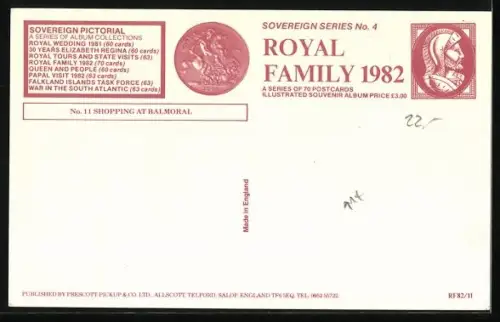 SOVEREIGN PICTORIAL
A SERIES OF ALBUM COLLECTIONS
ROYAL WEDDING 1981 (60 cards)
30 YEARS ELIZABETH REGINA (60 cards)
ROYAL TOURS AND STATE VISITS (63)
ROYAL FAMILY 1982 (70 cards)
QUEEN AND PEOPLE (60 cards)
PAPAL VISIT 1982 (63 cards)
FALKLAND ISLANDS TASK FORCE (63)
WAR IN THE SOUTH ATLANTIC (63 cards)
No. 11 SHOPPING AT BALMORAL
SOVEREIGN SERIES No. 4
ROYAL
FAMILY 1982
A SERIES OF 70 POSTCARDS
ILLUSTRATED SOUVENIR ALBUM PRICE £3.00
22,-
Made in England
PUBLISHED BY PRESCOTT-PICKUP & CO. LTD., ALLSCOTT, TELFORD, SALOP, ENGLAND TF6 5EQ. TEL.
RF82/11